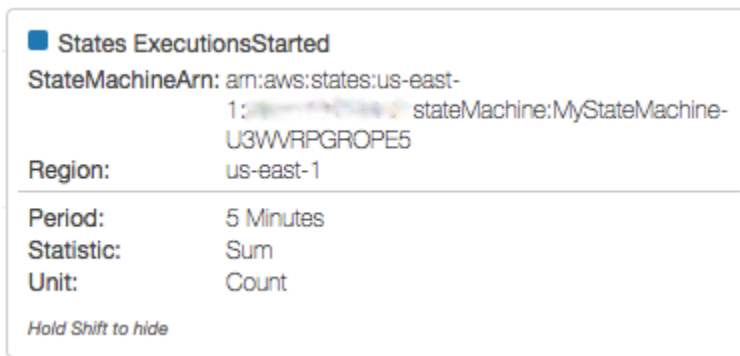 States ExecutionsStarted
StateMachineArn: arn:aws:states:us-east-
1: stateMachine:MyStateMachine-
U3WVRPGROPE5
Region: us-east-1
Period: 5 Minutes
Statistic: Sum
Unit: Count
Hold Shift to hide